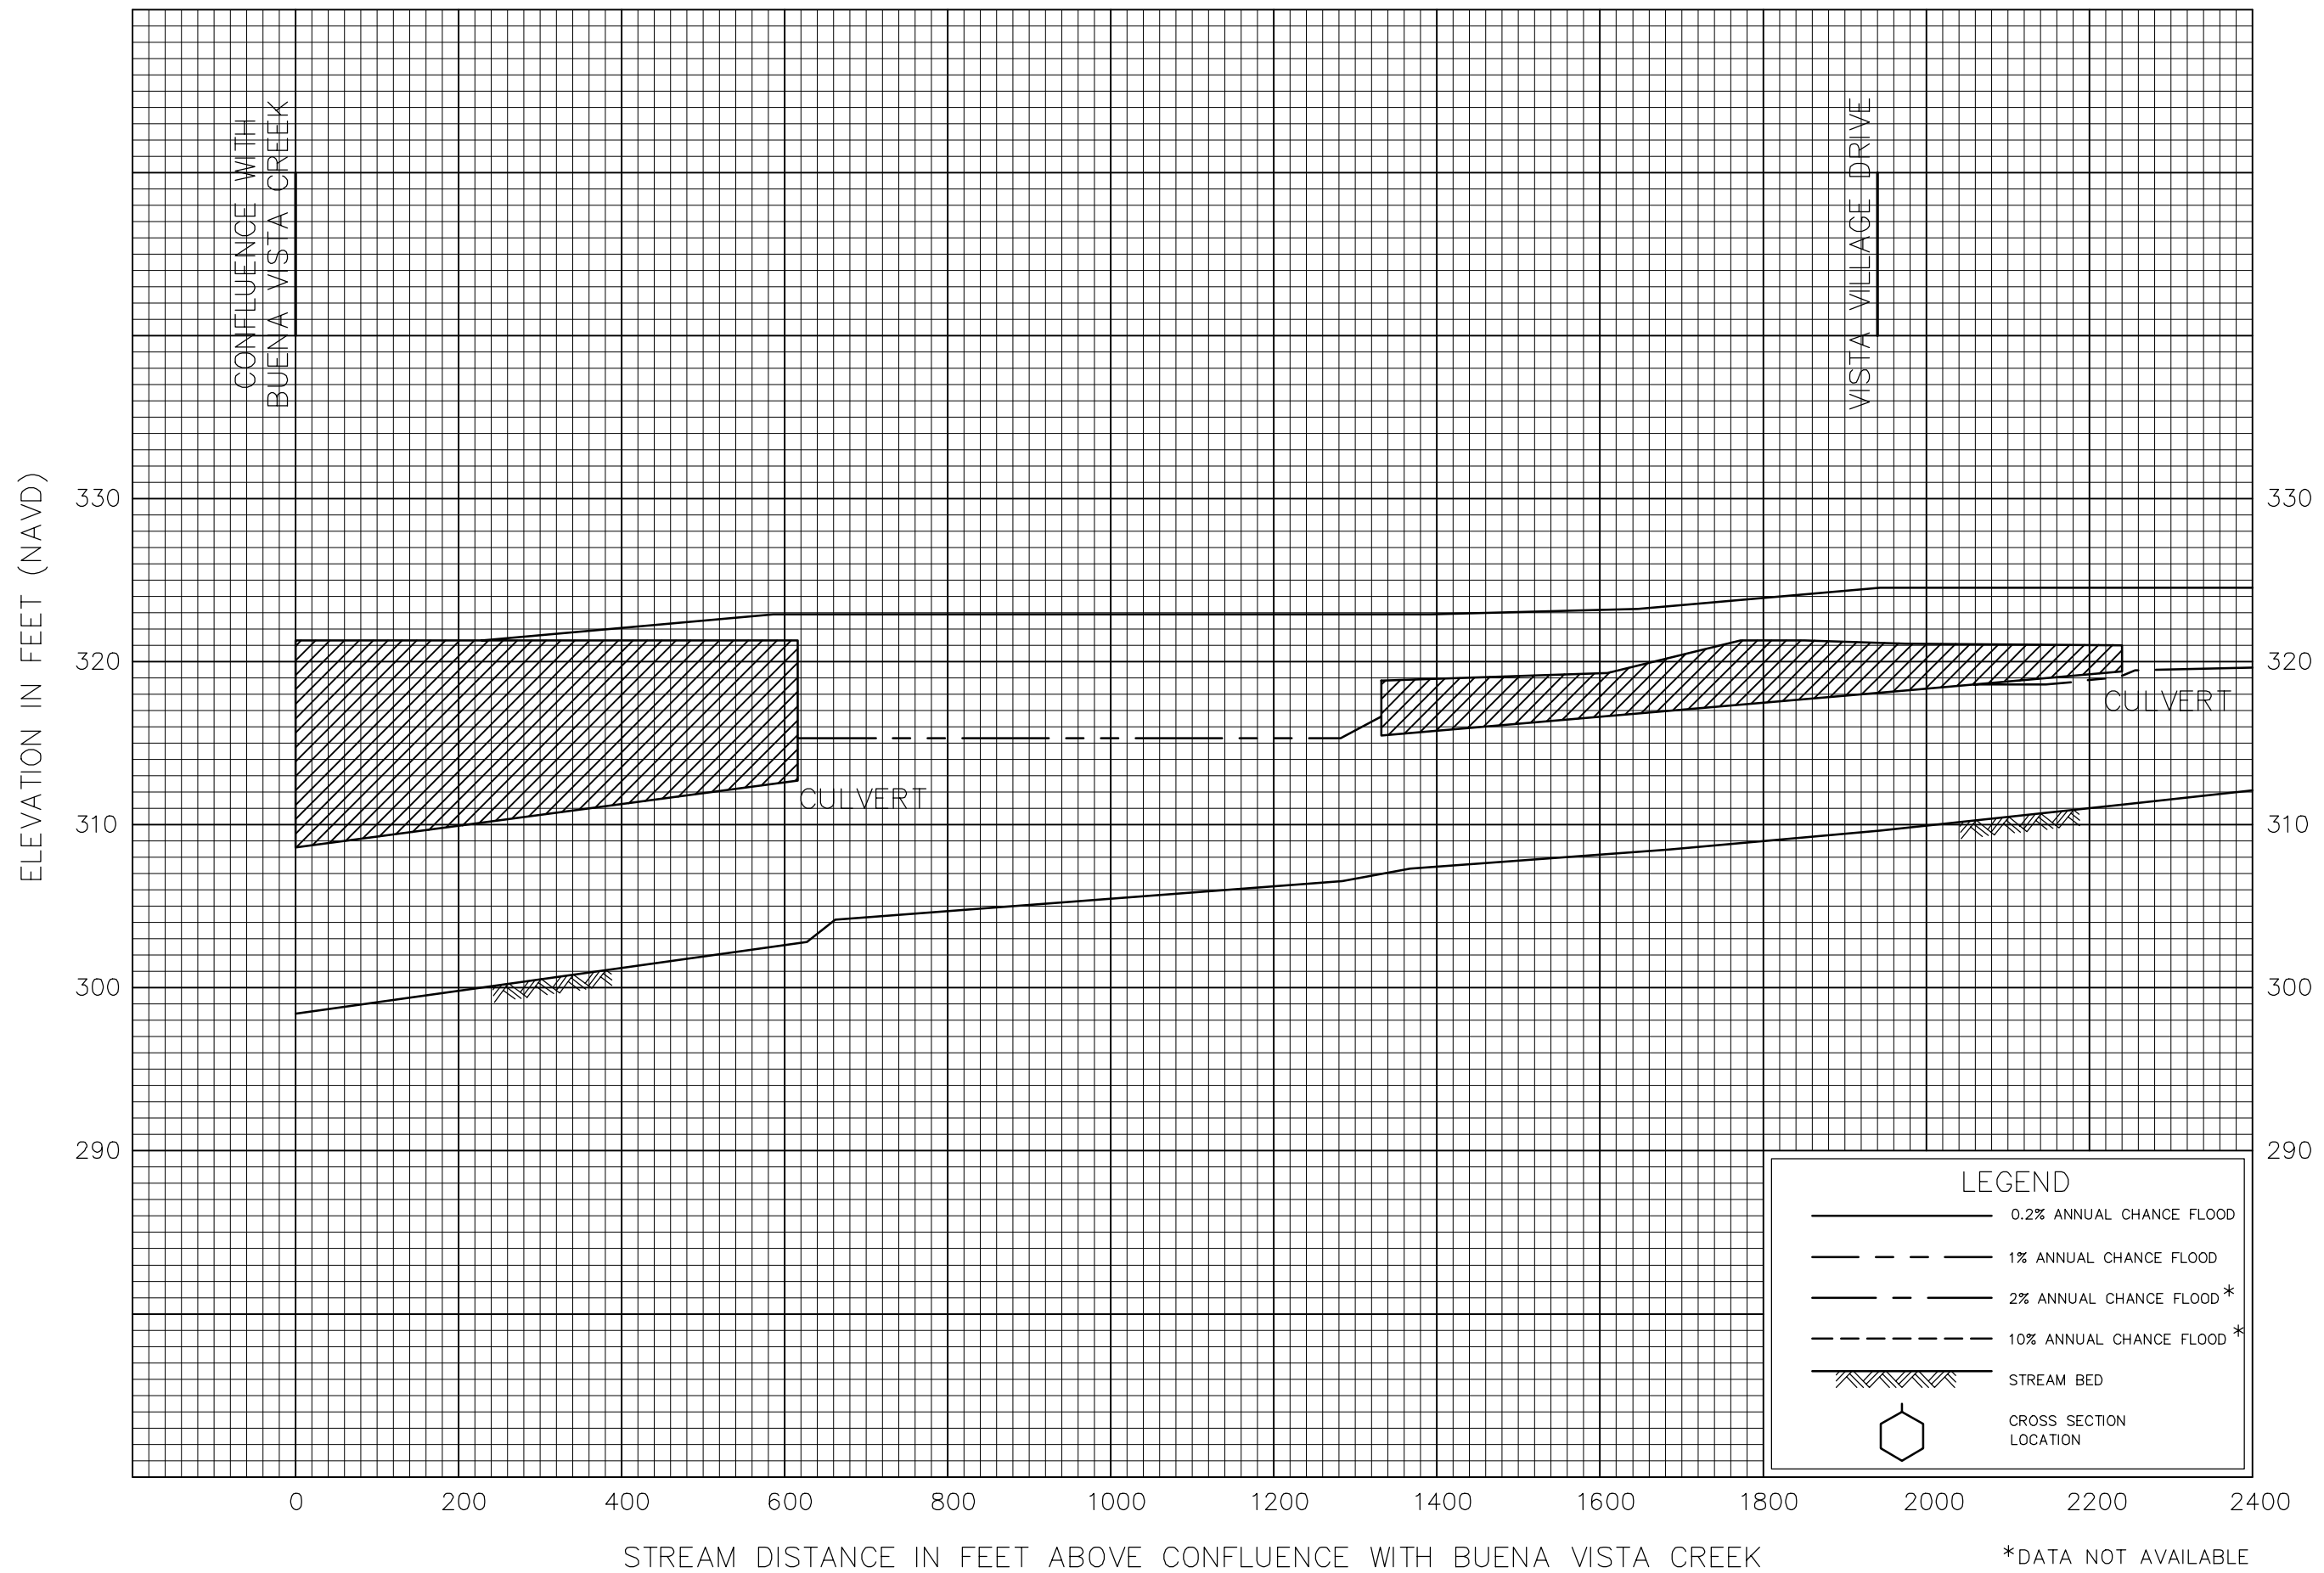 CONFLUENCE WITH
BUENA VISTA CREEK
VISTA VILLAGE DRIVE
ELEVATION IN FEET (NAVD)
330
330
320
320
CULVERT
CULVERT
310
310
300
300
290
290
LEGEND
0.2% ANNUAL CHANCE FLOOD
1% ANNUAL CHANCE FLOOD
2% ANNUAL CHANCE FLOOD*
10% ANNUAL CHANCE FLOOD*
STREAM BED
CROSS SECTION
LOCATION
0 200 400 600 800 1000 1200 1400 1600 1800 2000 2200 2400
STREAM DISTANCE IN FEET ABOVE CONFLUENCE WITH BUENA VISTA CREEK
*DATA NOT AVAILABLE